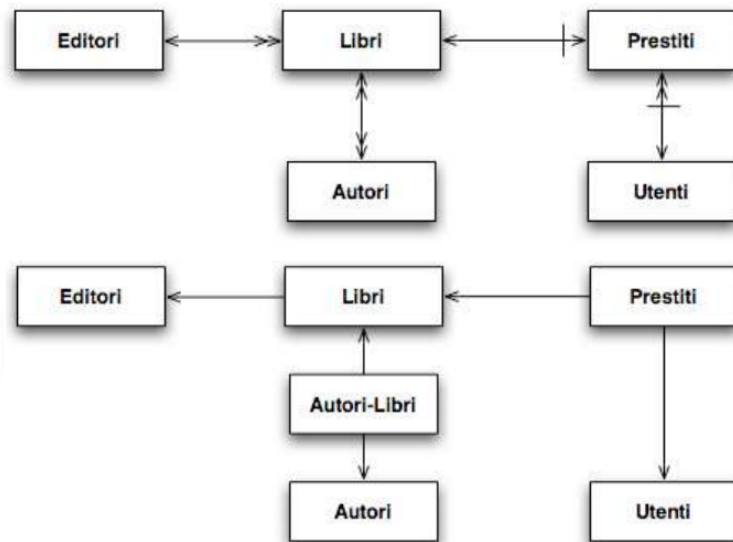 Editori
Libri
Prestiti
Autori
Utenti
Editori
Libri
Prestiti
Autori-Libri
Autori
Utenti